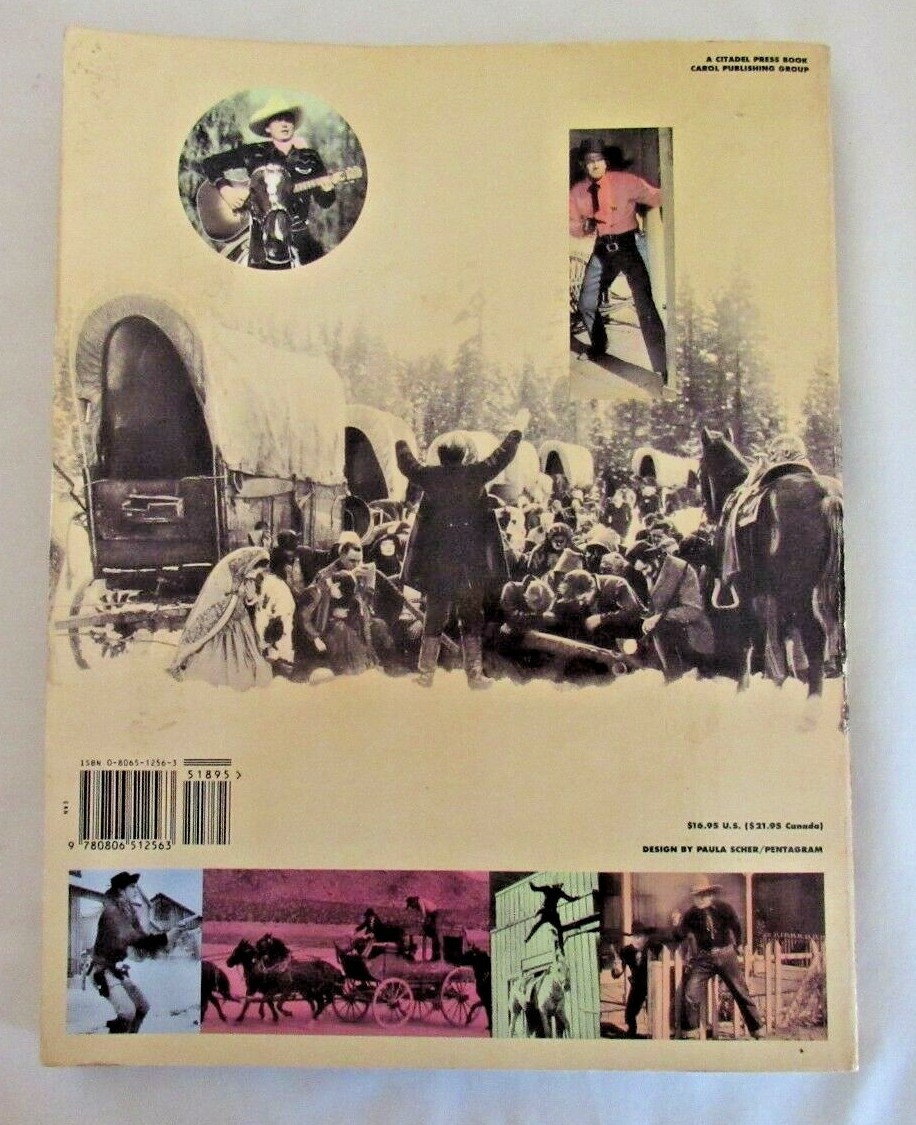 A CITADEL PRESS BOOK
CAROL PUBLISHING GROUP
ISBN 0-8065-1256-3
51895>
EAN
9 780806 512563
$16.95 U.S. ($21.95 Canada)
DESIGN BY PAULA SCHER/PENTAGRAM